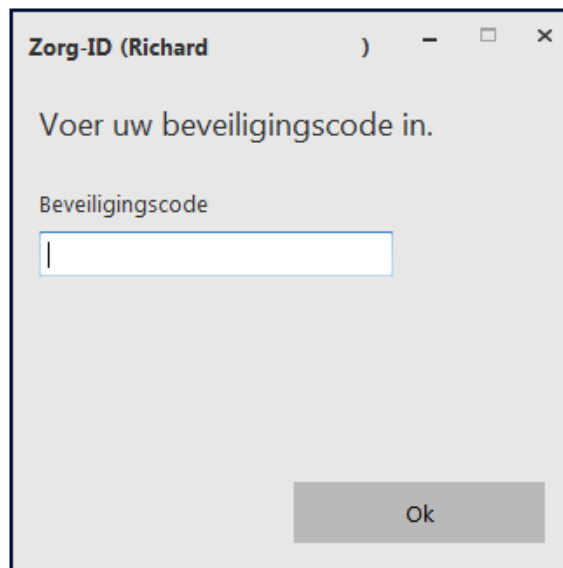 Zorg-ID (Richard )
Voer uw beveiligingscode in.
Beveiligingscode
Ok